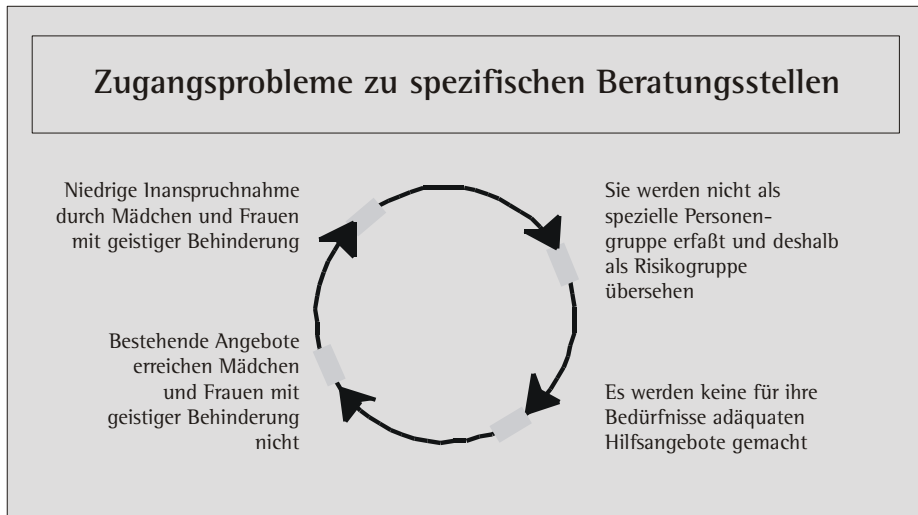 Zugangsprobleme zu spezifischen Beratungsstellen
Niedrige Inanspruchnahme
durch Mädchen und Frauen
mit geistiger Behinderung
Sie werden nicht als
spezielle Personen-
gruppe erfaßt und deshalb
als Risikogruppe
übersehen
Es werden keine für ihre
Bedürfnisse adäquaten
Hilfsangebote gemacht
Bestehende Angebote
erreichen Mädchen
und Frauen mit
geistiger Behinderung
nicht